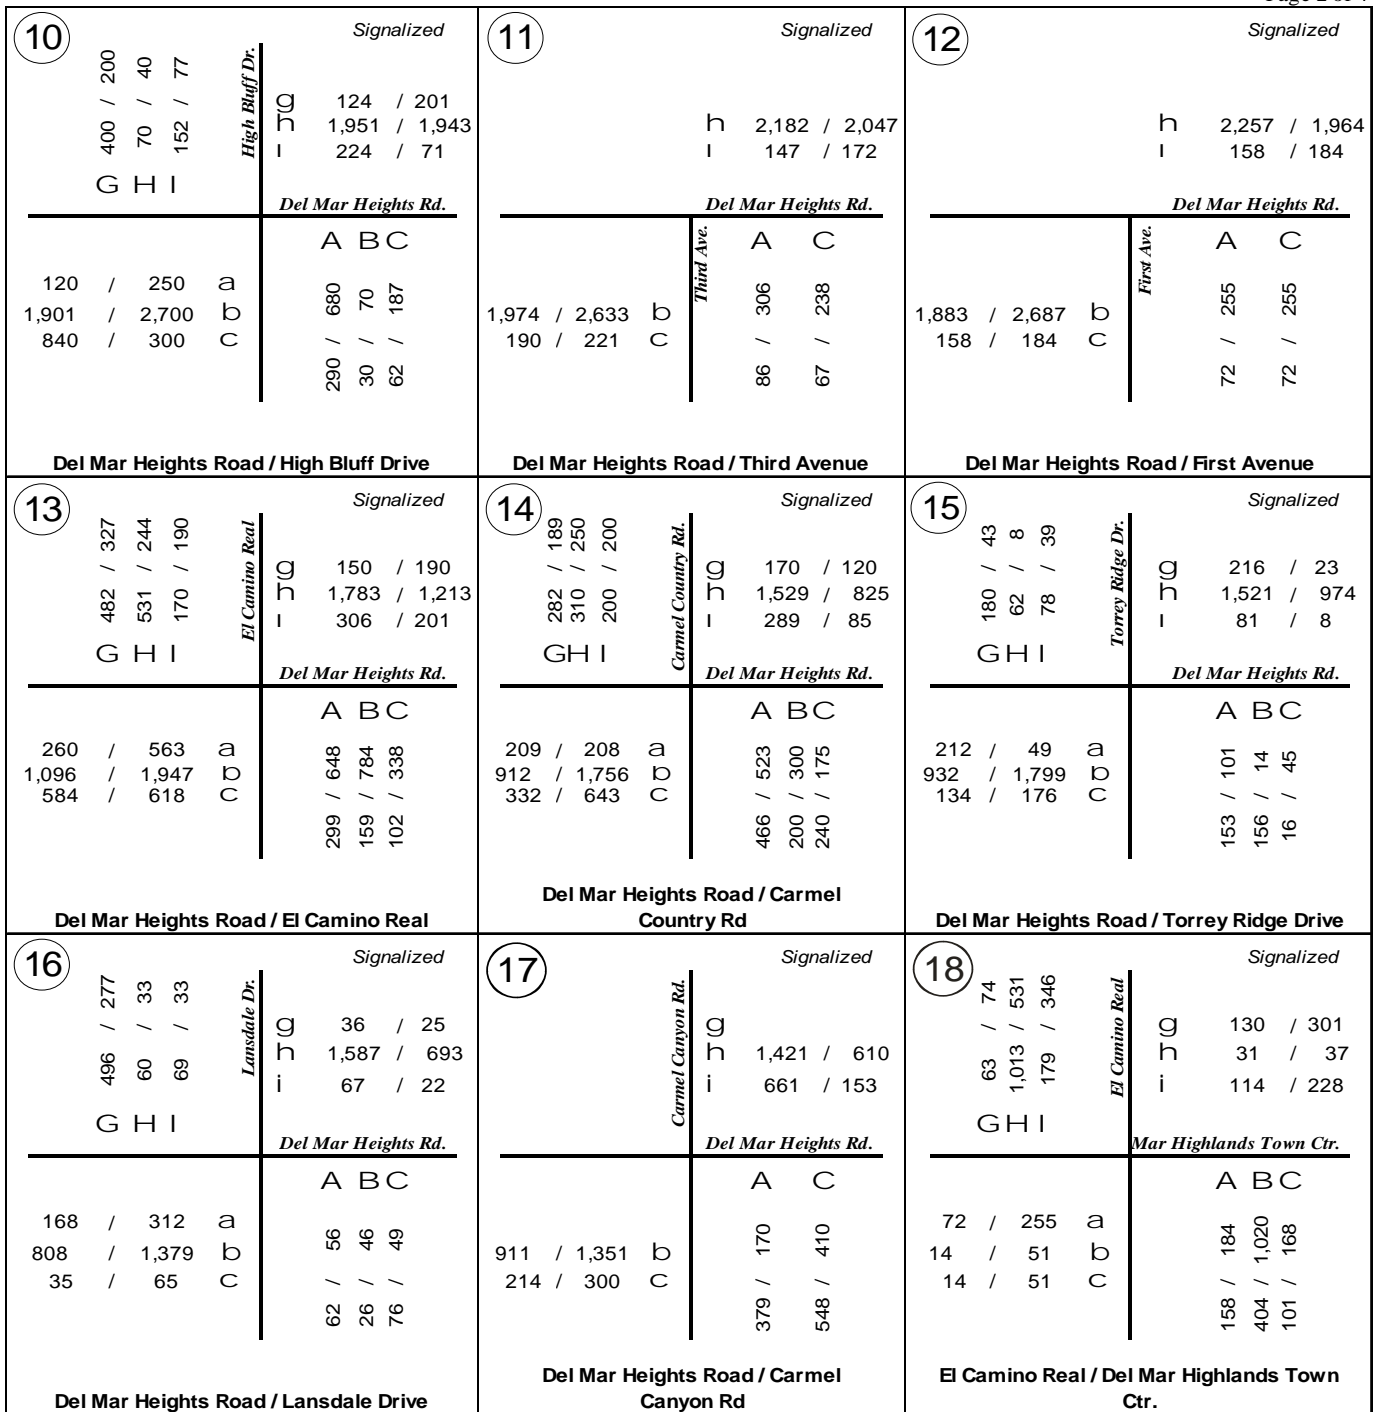 10
Signalized
400 / 200
70 / 40
152 / 77
G H I
High Bluff Dr.
g 124 / 201
h 1,951 / 1,943
I 224 / 71
Del Mar Heights Rd.
120 / 250 a
1,901 / 2,700 b
840 / 300 c
A B C
290 / 680
30 / 70
62 / 187
Del Mar Heights Road / High Bluff Drive
11
Signalized
h 2,182 / 2,047
I 147 / 172
Del Mar Heights Rd.
1,974 / 2,633 b
190 / 221 c
Third Ave.
A C
86 / 306
67 / 238
Del Mar Heights Road / Third Avenue
12
Signalized
h 2,257 / 1,964
I 158 / 184
Del Mar Heights Rd.
1,883 / 2,687 b
158 / 184 c
First Ave.
A C
72 / 255
72 / 255
Del Mar Heights Road / First Avenue
13
Signalized
482 / 327
531 / 244
170 / 190
G H I
El Camino Real
g 150 / 190
h 1,783 / 1,213
I 306 / 201
Del Mar Heights Rd.
260 / 563 a
1,096 / 1,947 b
584 / 618 c
A B C
299 / 648
159 / 784
102 / 338
Del Mar Heights Road / El Camino Real
14
Signalized
282 / 189
310 / 250
200 / 200
G H I
Carmel Country Rd.
g 170 / 120
h 1,529 / 825
I 289 / 85
Del Mar Heights Rd.
209 / 208 a
912 / 1,756 b
332 / 643 c
A B C
466 / 523
200 / 300
240 / 175
Del Mar Heights Road / Carmel
Country Rd
15
Signalized
180 / 43
62 / 8
78 / 39
G H I
Torrey Ridge Dr.
g 216 / 23
h 1,521 / 974
I 81 / 8
Del Mar Heights Rd.
212 / 49 a
932 / 1,799 b
134 / 176 c
A B C
153 / 101
156 / 14
16 / 45
Del Mar Heights Road / Torrey Ridge Drive
16
Signalized
496 / 277
60 / 33
69 / 33
G H I
Lansdale Dr.
g 36 / 25
h 1,587 / 693
i 67 / 22
Del Mar Heights Rd.
168 / 312 a
808 / 1,379 b
35 / 65 c
A B C
62 / 56
26 / 46
76 / 49
Del Mar Heights Road / Lansdale Drive
17
Signalized
Carmel Canyon Rd.
g
h 1,421 / 610
i 661 / 153
Del Mar Heights Rd.
911 / 1,351 b
214 / 300 c
A C
379 / 170
548 / 410
Del Mar Heights Road / Carmel
Canyon Rd
18
Signalized
63 / 74
1,013 / 531
179 / 346
G H I
El Camino Real
g 130 / 301
h 31 / 37
i 114 / 228
Mar Highlands Town Ctr.
72 / 255 a
14 / 51 b
14 / 51 c
A B C
158 / 184
404 / 1,020
101 / 168
El Camino Real / Del Mar Highlands Town
Ctr.